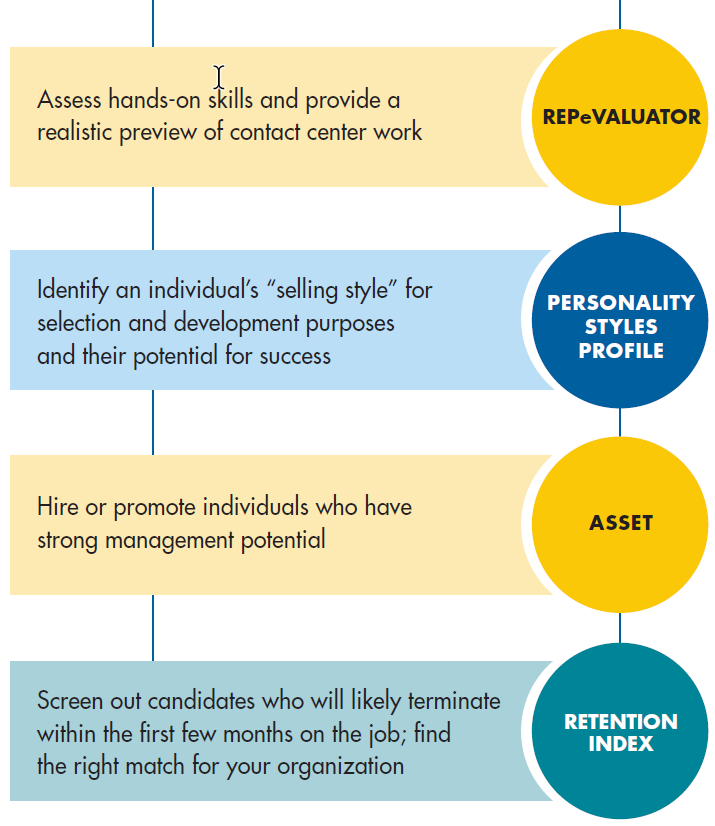 Assess hands-on skills and provide a
realistic preview of contact center work
REPeVALUATOR
Identify an individual’s “selling style” for
selection and development purposes
and their potential for success
PERSONALITY
STYLES
PROFILE
Hire or promote individuals who have
strong management potential
ASSET
Screen out candidates who will likely terminate
within the first few months on the job; find
the right match for your organization
RETENTION
INDEX